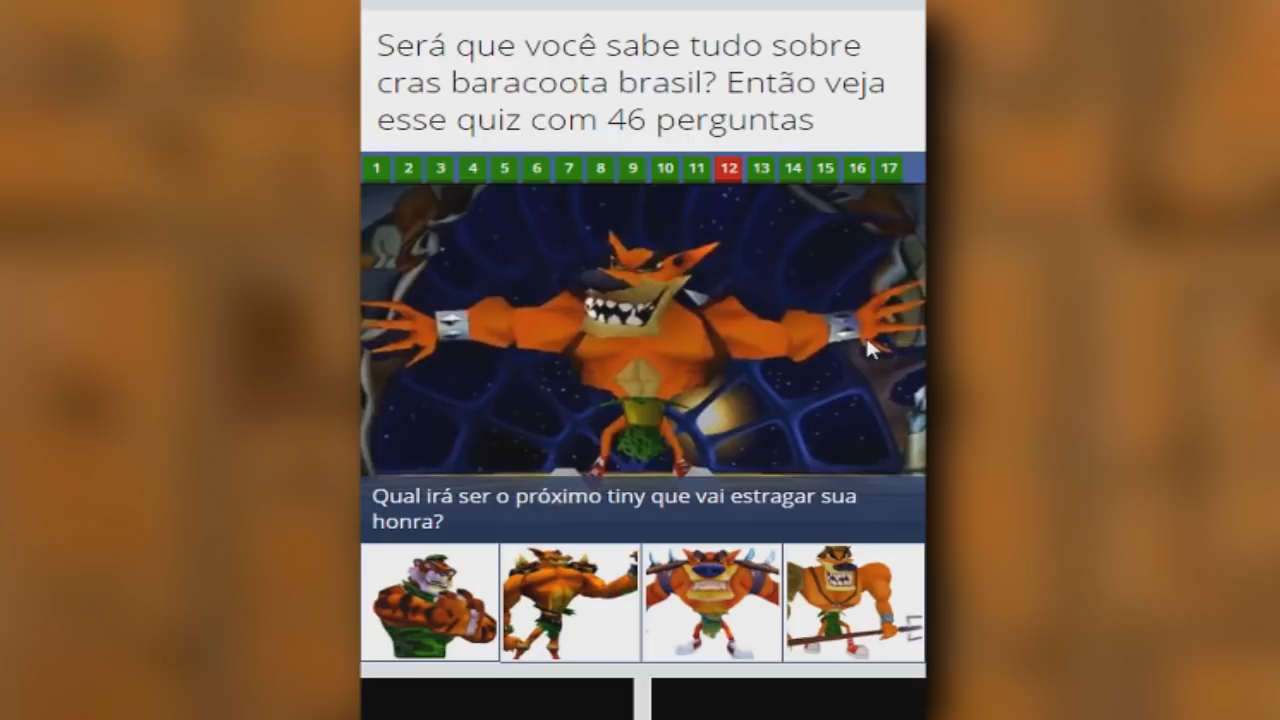 Será que você sabe tudo sobre
cras baracoota brasil? Então veja
esse quiz com 46 perguntas
1 2 3 4 5 6 7 8 9 10 11 12 13 14 15 16 17
Qual irá ser o próximo tiny que vai estragar sua
honra?